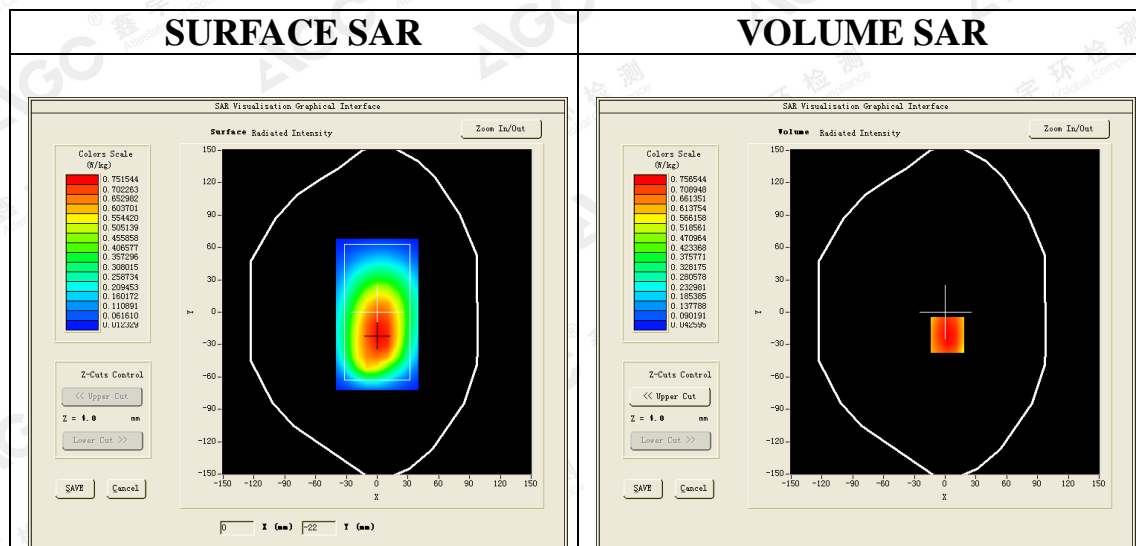 SURFACE SAR
VOLUME SAR
SAR Visualisation Graphical Interface
Surface Radiated Intensity
Zoom In/Out
Colors Scale
(W/kg)
0.751544
0.702263
0.652982
0.603701
0.554420
0.505139
0.455858
0.406577
0.357296
0.308015
0.258734
0.209453
0.160172
0.110891
0.061610
0.012329
150
120
90
60
30
0
-30
-60
-90
-120
-150
Y
-150 -120 -90 -60 -30 0 30 60 90 120 150
X
Z-Cuts Control
<< Upper Cut
Z = 4.0 mm
Lower Cut >>
SAVE Cancel
0 X (mm) -22 Y (mm)
SAR Visualisation Graphical Interface
Volume Radiated Intensity
Zoom In/Out
Colors Scale
(W/kg)
0.756544
0.708948
0.661351
0.613754
0.566158
0.518561
0.470964
0.423368
0.375771
0.328175
0.280578
0.232981
0.185385
0.137788
0.090191
0.042595
150
120
90
60
30
0
-30
-60
-90
-120
-150
Y
-150 -120 -90 -60 -30 0 30 60 90 120 150
X
Z-Cuts Control
<< Upper Cut
Z = 4.0 mm
Lower Cut >>
SAVE Cancel